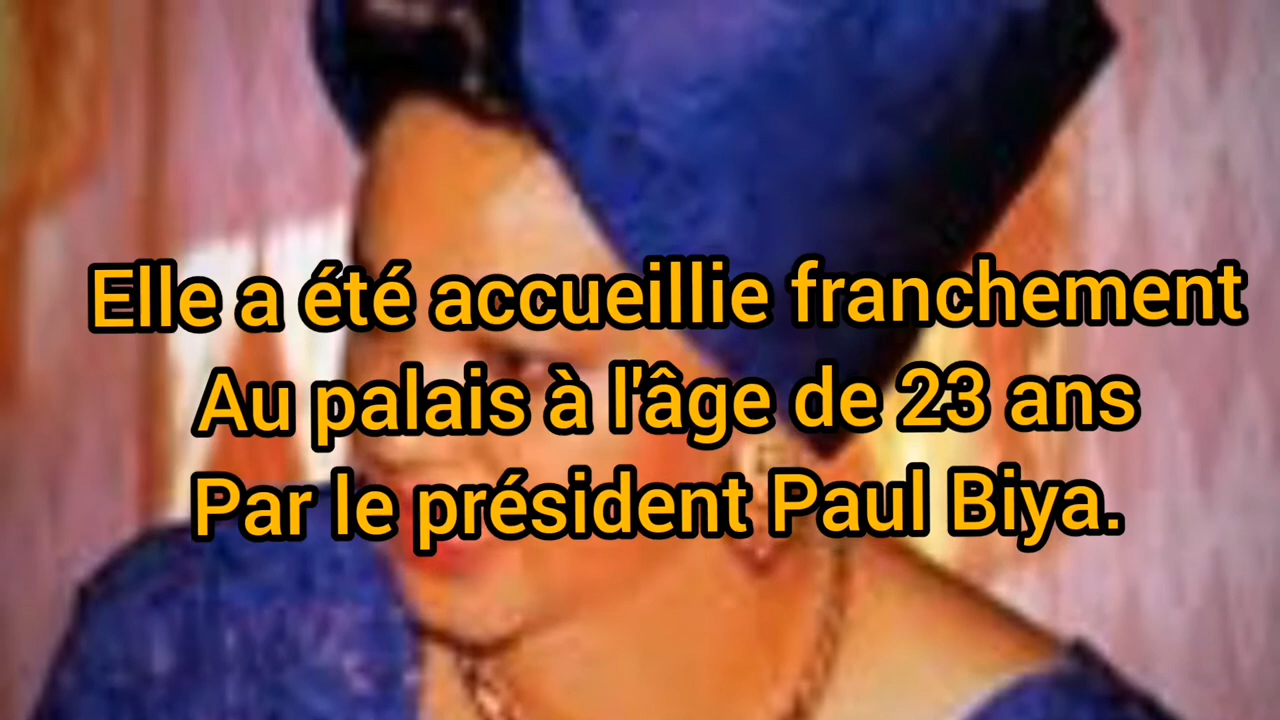 Elle a été accueillie franchement
Au palais à l'âge de 23 ans
Par le président Paul Biya.